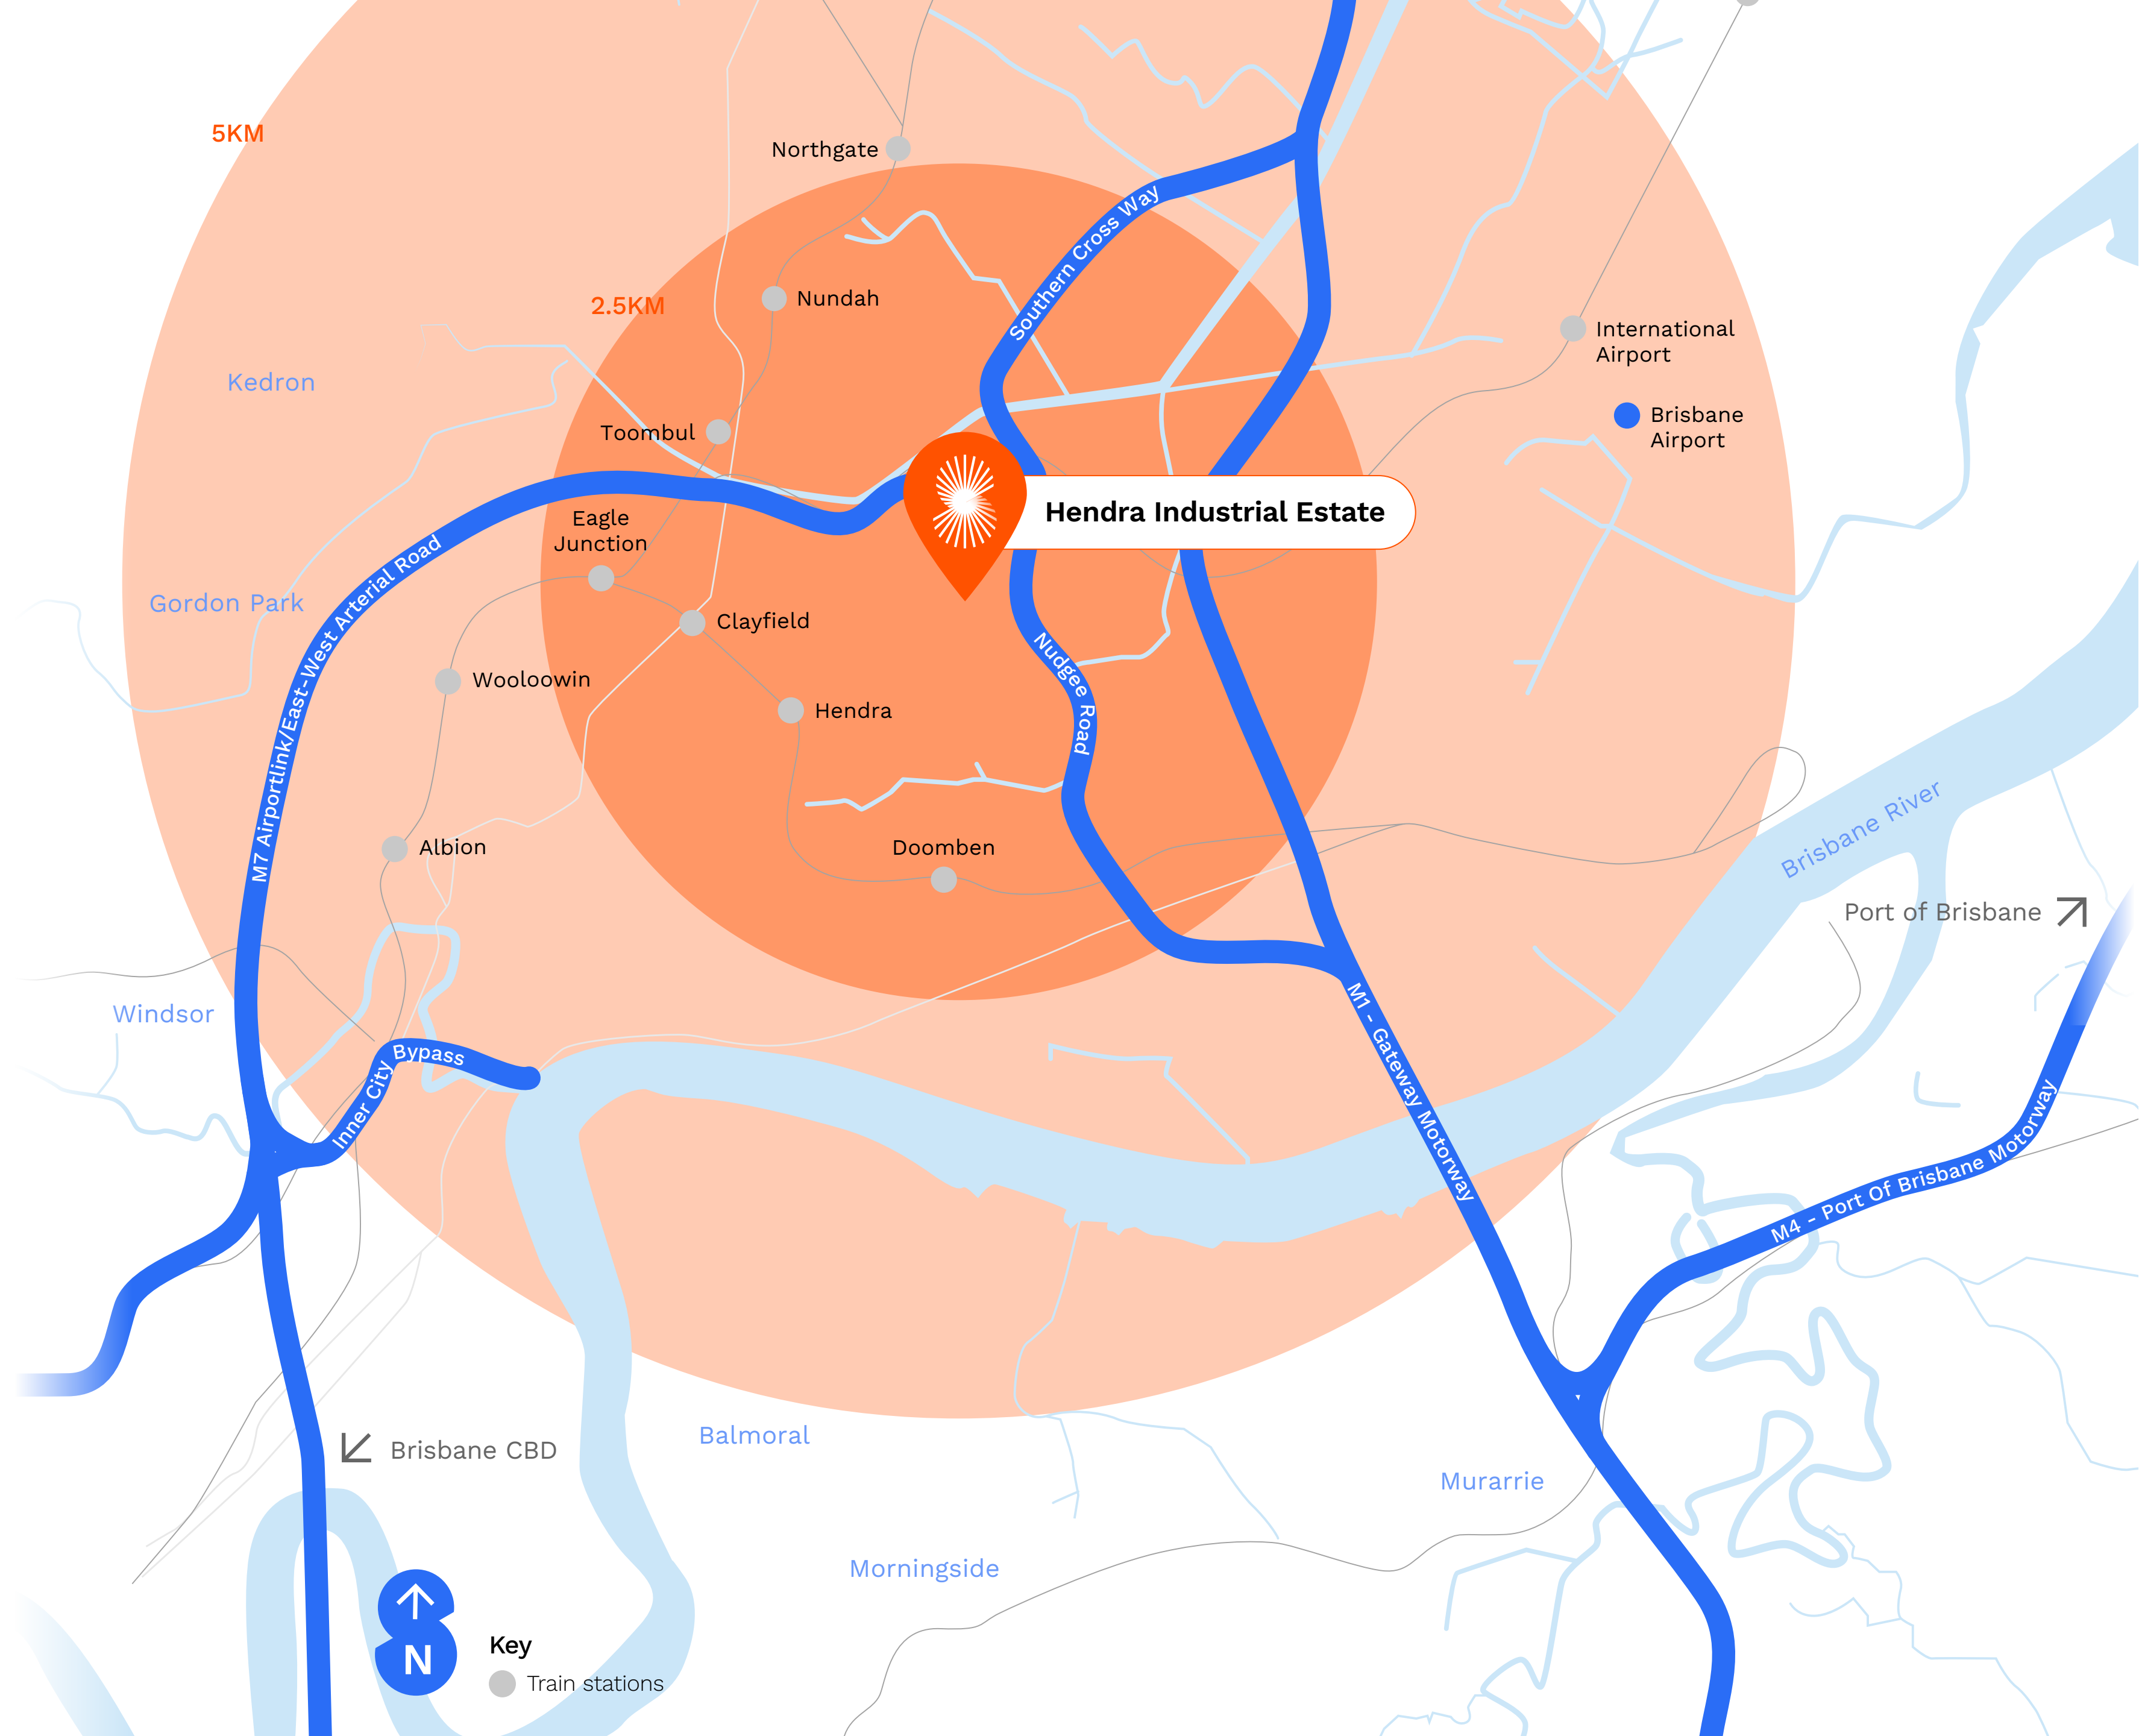 5KM
Northgate
Southern Cross Way
2.5KM
Nundah
International
Airport
Kedron
Brisbane
Airport
Toombul
Hendra Industrial Estate
Eagle
Junction
Gordon Park
M7 Airportlink/East-West Arterial Road
Clayfield
Nudgee Road
Wooloowin
Hendra
Albion
Doomben
Brisbane River
Port of Brisbane
Windsor
Inner City Bypass
M1 - Gateway Motorway
M4 - Port Of Brisbane Motorway
Brisbane CBD
Balmoral
Murarrie
Morningside
N
Key
Train stations